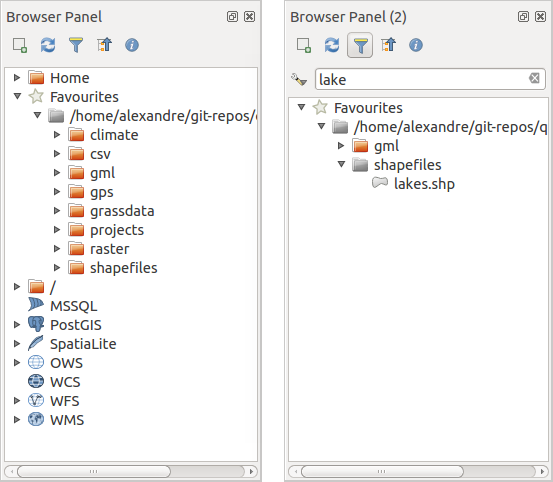 Browser Panel
Home
Favourites
/home/alexandre/git-repos/
climate
csv
gml
gps
grassdata
projects
raster
shapefiles
/
MSSQL
PostGIS
SpatiaLite
OWS
WCS
WFS
WMS
Browser Panel (2)
lake
Favourites
/home/alexandre/git-repos/q
gml
shapefiles
lakes.shp